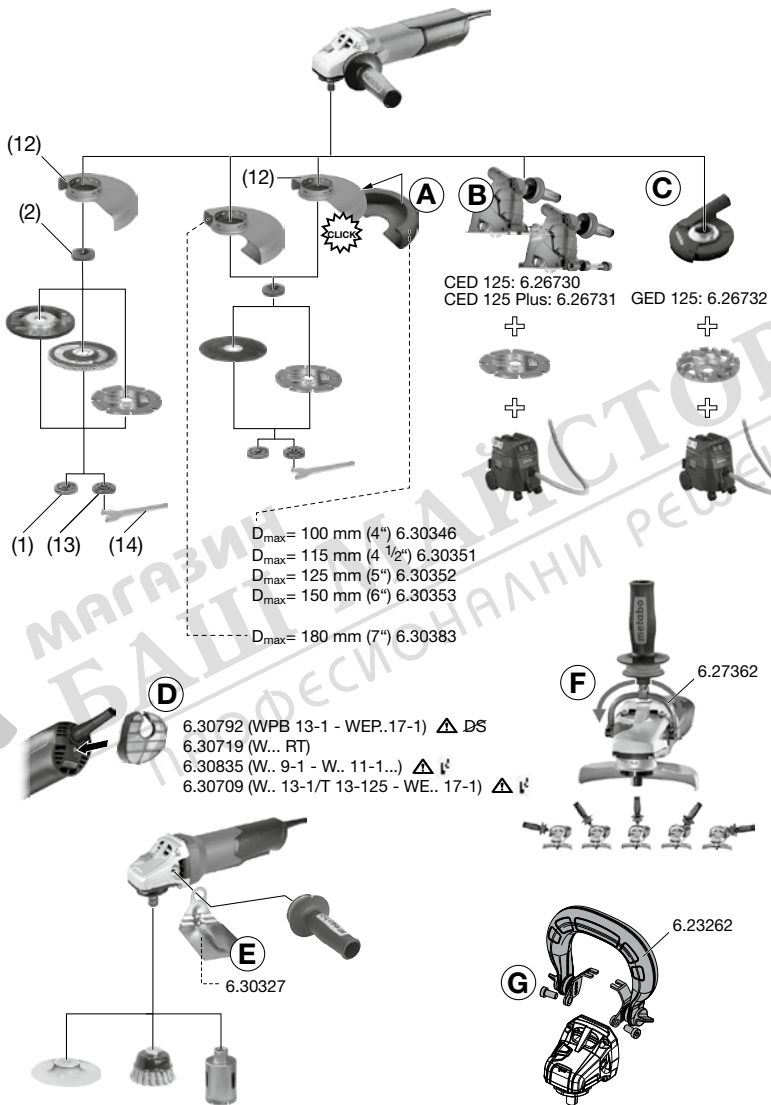 (12)
(2)
(12)
A
CLICK
B
C
CED 125: 6.26730
CED 125 Plus: 6.26731
GED 125: 6.26732
(1)
(13)
(14)
Dmax= 100 mm (4“) 6.30346
Dmax= 115 mm (4 1/2“) 6.30351
Dmax= 125 mm (5“) 6.30352
Dmax= 150 mm (6“) 6.30353
Dmax= 180 mm (7“) 6.30383
D
6.30792 (WPB 13-1 - WEP..17-1) ⚠ DS
6.30719 (W... RT)
6.30835 (W.. 9-1 - W.. 11-1...) ⚠
6.30709 (W.. 13-1/T 13-125 - WE.. 17-1) ⚠
metabo
F
6.27362
E
6.30327
G
6.23262
МАГАЗИН
БАШ МАЙСТОР
ПРОФЕСИОНАЛНИ